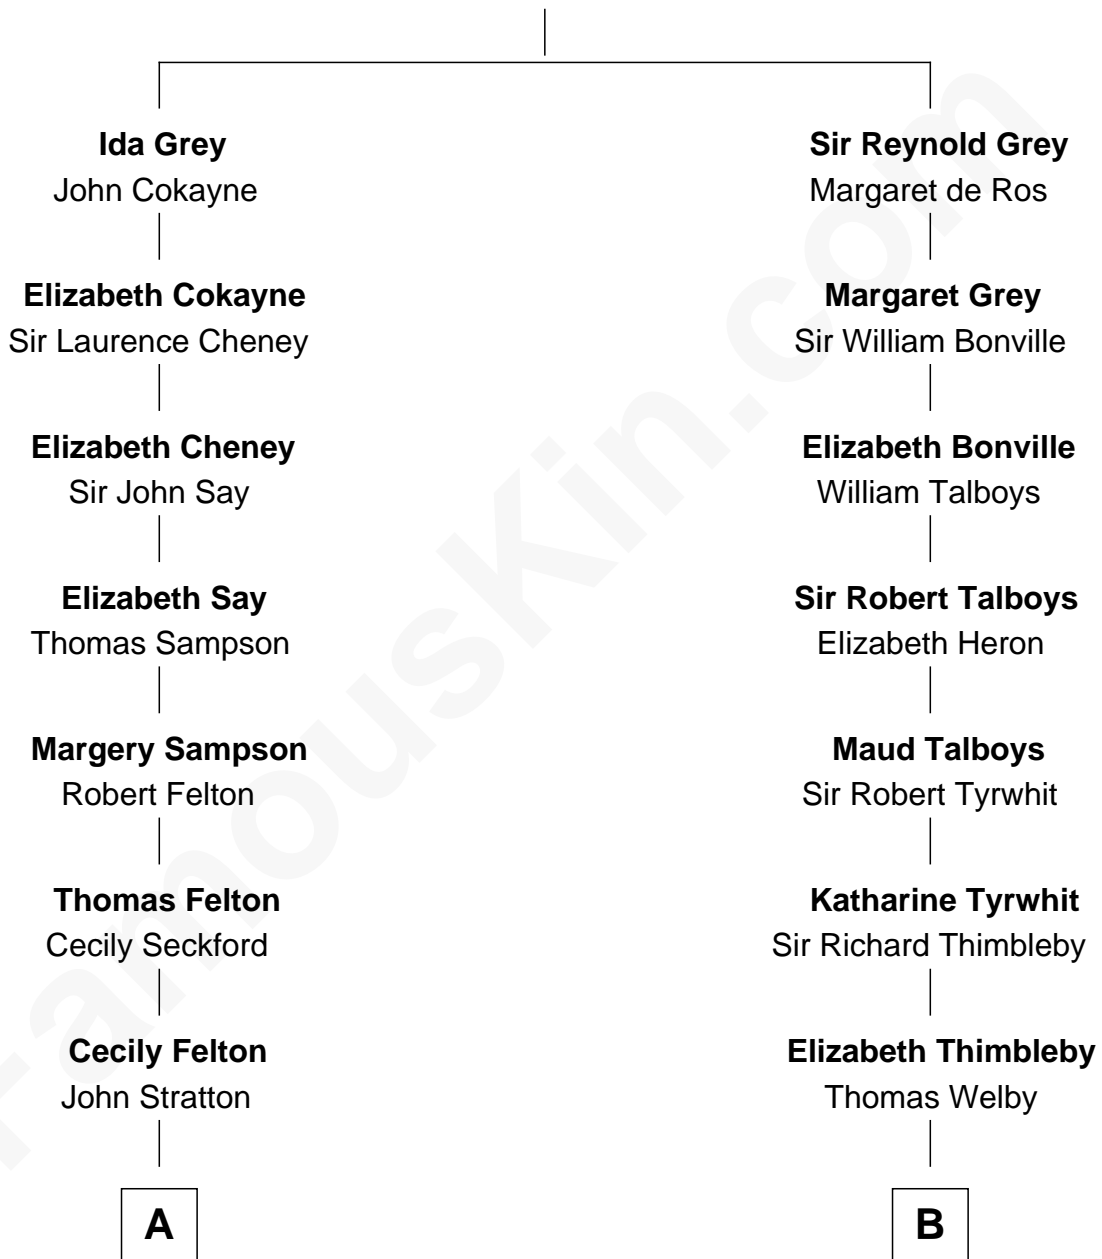 Ida Grey
John Cokayne
Sir Reynold Grey
Margaret de Ros
Elizabeth Cokayne
Sir Laurence Cheney
Margaret Grey
Sir William Bonville
Elizabeth Cheney
Sir John Say
Elizabeth Bonville
William Talboys
Elizabeth Say
Thomas Sampson
Sir Robert Talboys
Elizabeth Heron
Margery Sampson
Robert Felton
Maud Talboys
Sir Robert Tyrwhit
Thomas Felton
Cecily Seckford
Katharine Tyrwhit
Sir Richard Thimbleby
Cecily Felton
John Stratton
Elizabeth Thimbleby
Thomas Welby
A
B
FamousKin.com